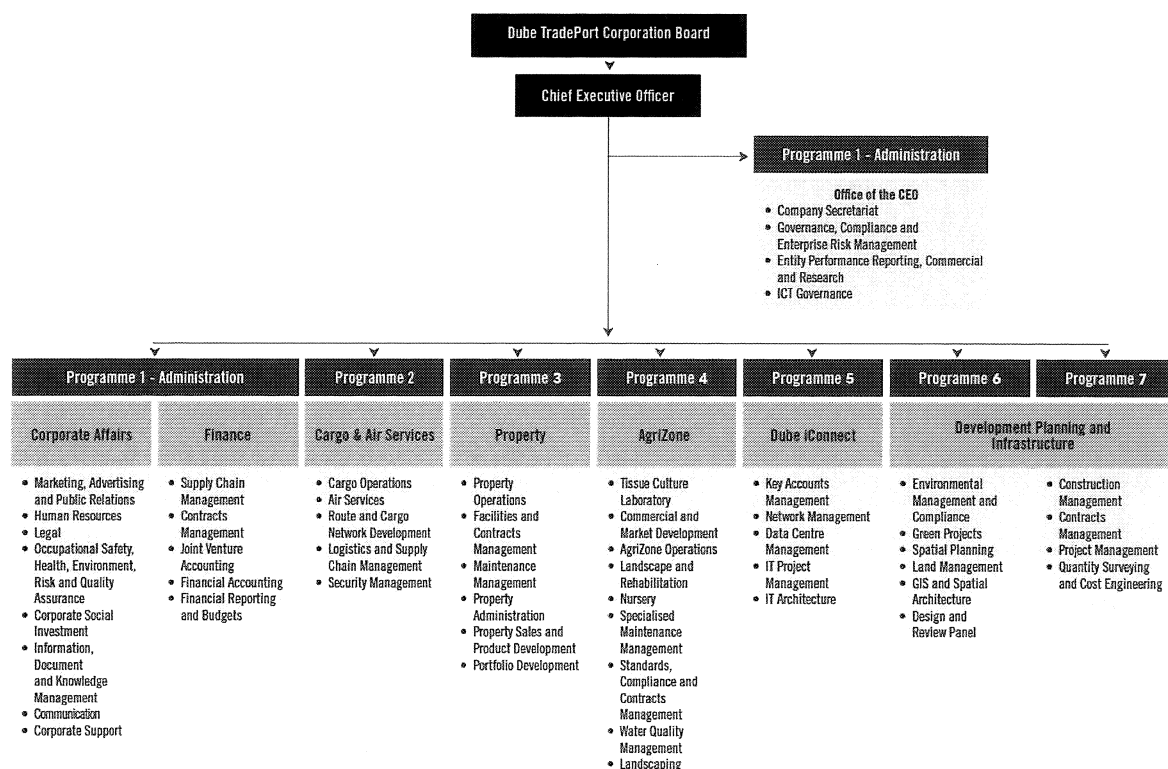 Dube TradePort Corporation Board
Chief Executive Officer
Programme 1 - Administration
Office of the CEO
• Company Secretariat
• Governance, Compliance and
Enterprise Risk Management
• Entity Performance Reporting, Commercial
and Research
• ICT Governance
Programme 1 - Administration
Corporate Affairs
• Marketing, Advertising
and Public Relations
• Human Resources
• Legal
• Occupational Safety,
Health, Environment,
Risk and Quality
Assurance
• Corporate Social
Investment
• Information,
Document
and Knowledge
Management
• Communication
• Corporate Support
Finance
• Supply Chain
Management
• Contracts
Management
• Joint Venture
Accounting
• Financial Accounting
• Financial Reporting
and Budgets
Programme 2
Cargo & Air Services
• Cargo Operations
• Air Services
• Route and Cargo
Network Development
• Logistics and Supply
Chain Management
• Security Management
Programme 3
Property
• Property
Operations
• Facilities and
Contracts
Management
• Maintenance
Management
• Property
Administration
• Property Sales and
Product Development
• Portfolio Development
Programme 4
AgriZone
• Tissue Culture
Laboratory
• Commercial and
Market Development
• AgriZone Operations
• Landscape and
Rehabilitation
• Nursery
• Specialised
Maintenance
Management
• Standards,
Compliance and
Contracts
Management
• Water Quality
Management
• Landscaping
Programme 5
Dube iConnect
• Key Accounts
Management
• Network Management
• Data Centre
Management
• IT Project
Management
• IT Architecture
Programme 6
Programme 7
Development Planning and
Infrastructure
• Environmental
Management and
Compliance
• Green Projects
• Spatial Planning
• Land Management
• GIS and Spatial
Architecture
• Design and
Review Panel
• Construction
Management
• Contracts
Management
• Project Management
• Quantity Surveying
and Cost Engineering